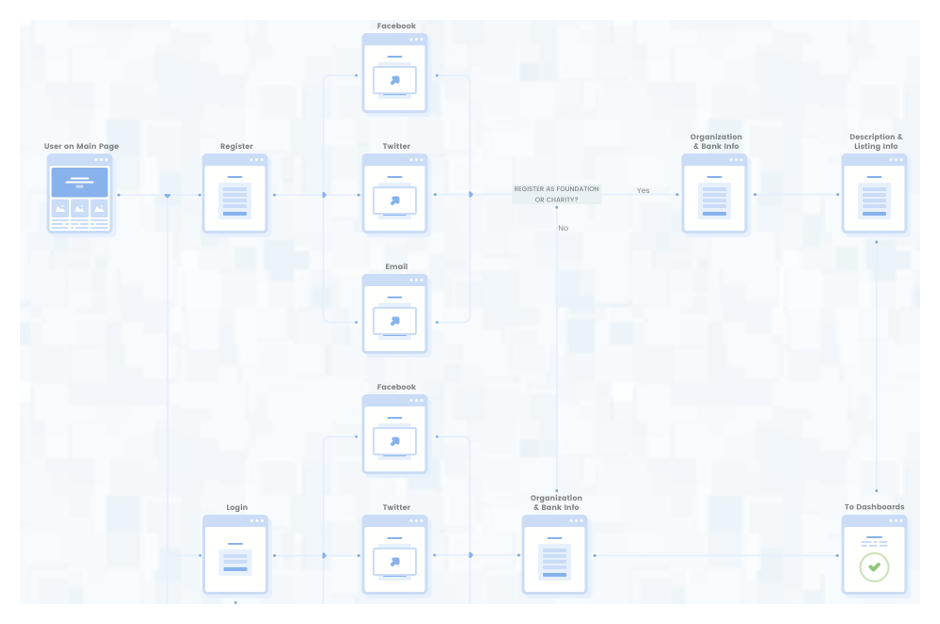 Facebook
User on Main Page
Register
Twitter
Organization
& Bank Info
Description &
Listing Info
REGISTER AS FOUNDATION
OR CHARITY?
Yes
No
Email
Facebook
Login
Twitter
Organization
& Bank Info
To Dashboards